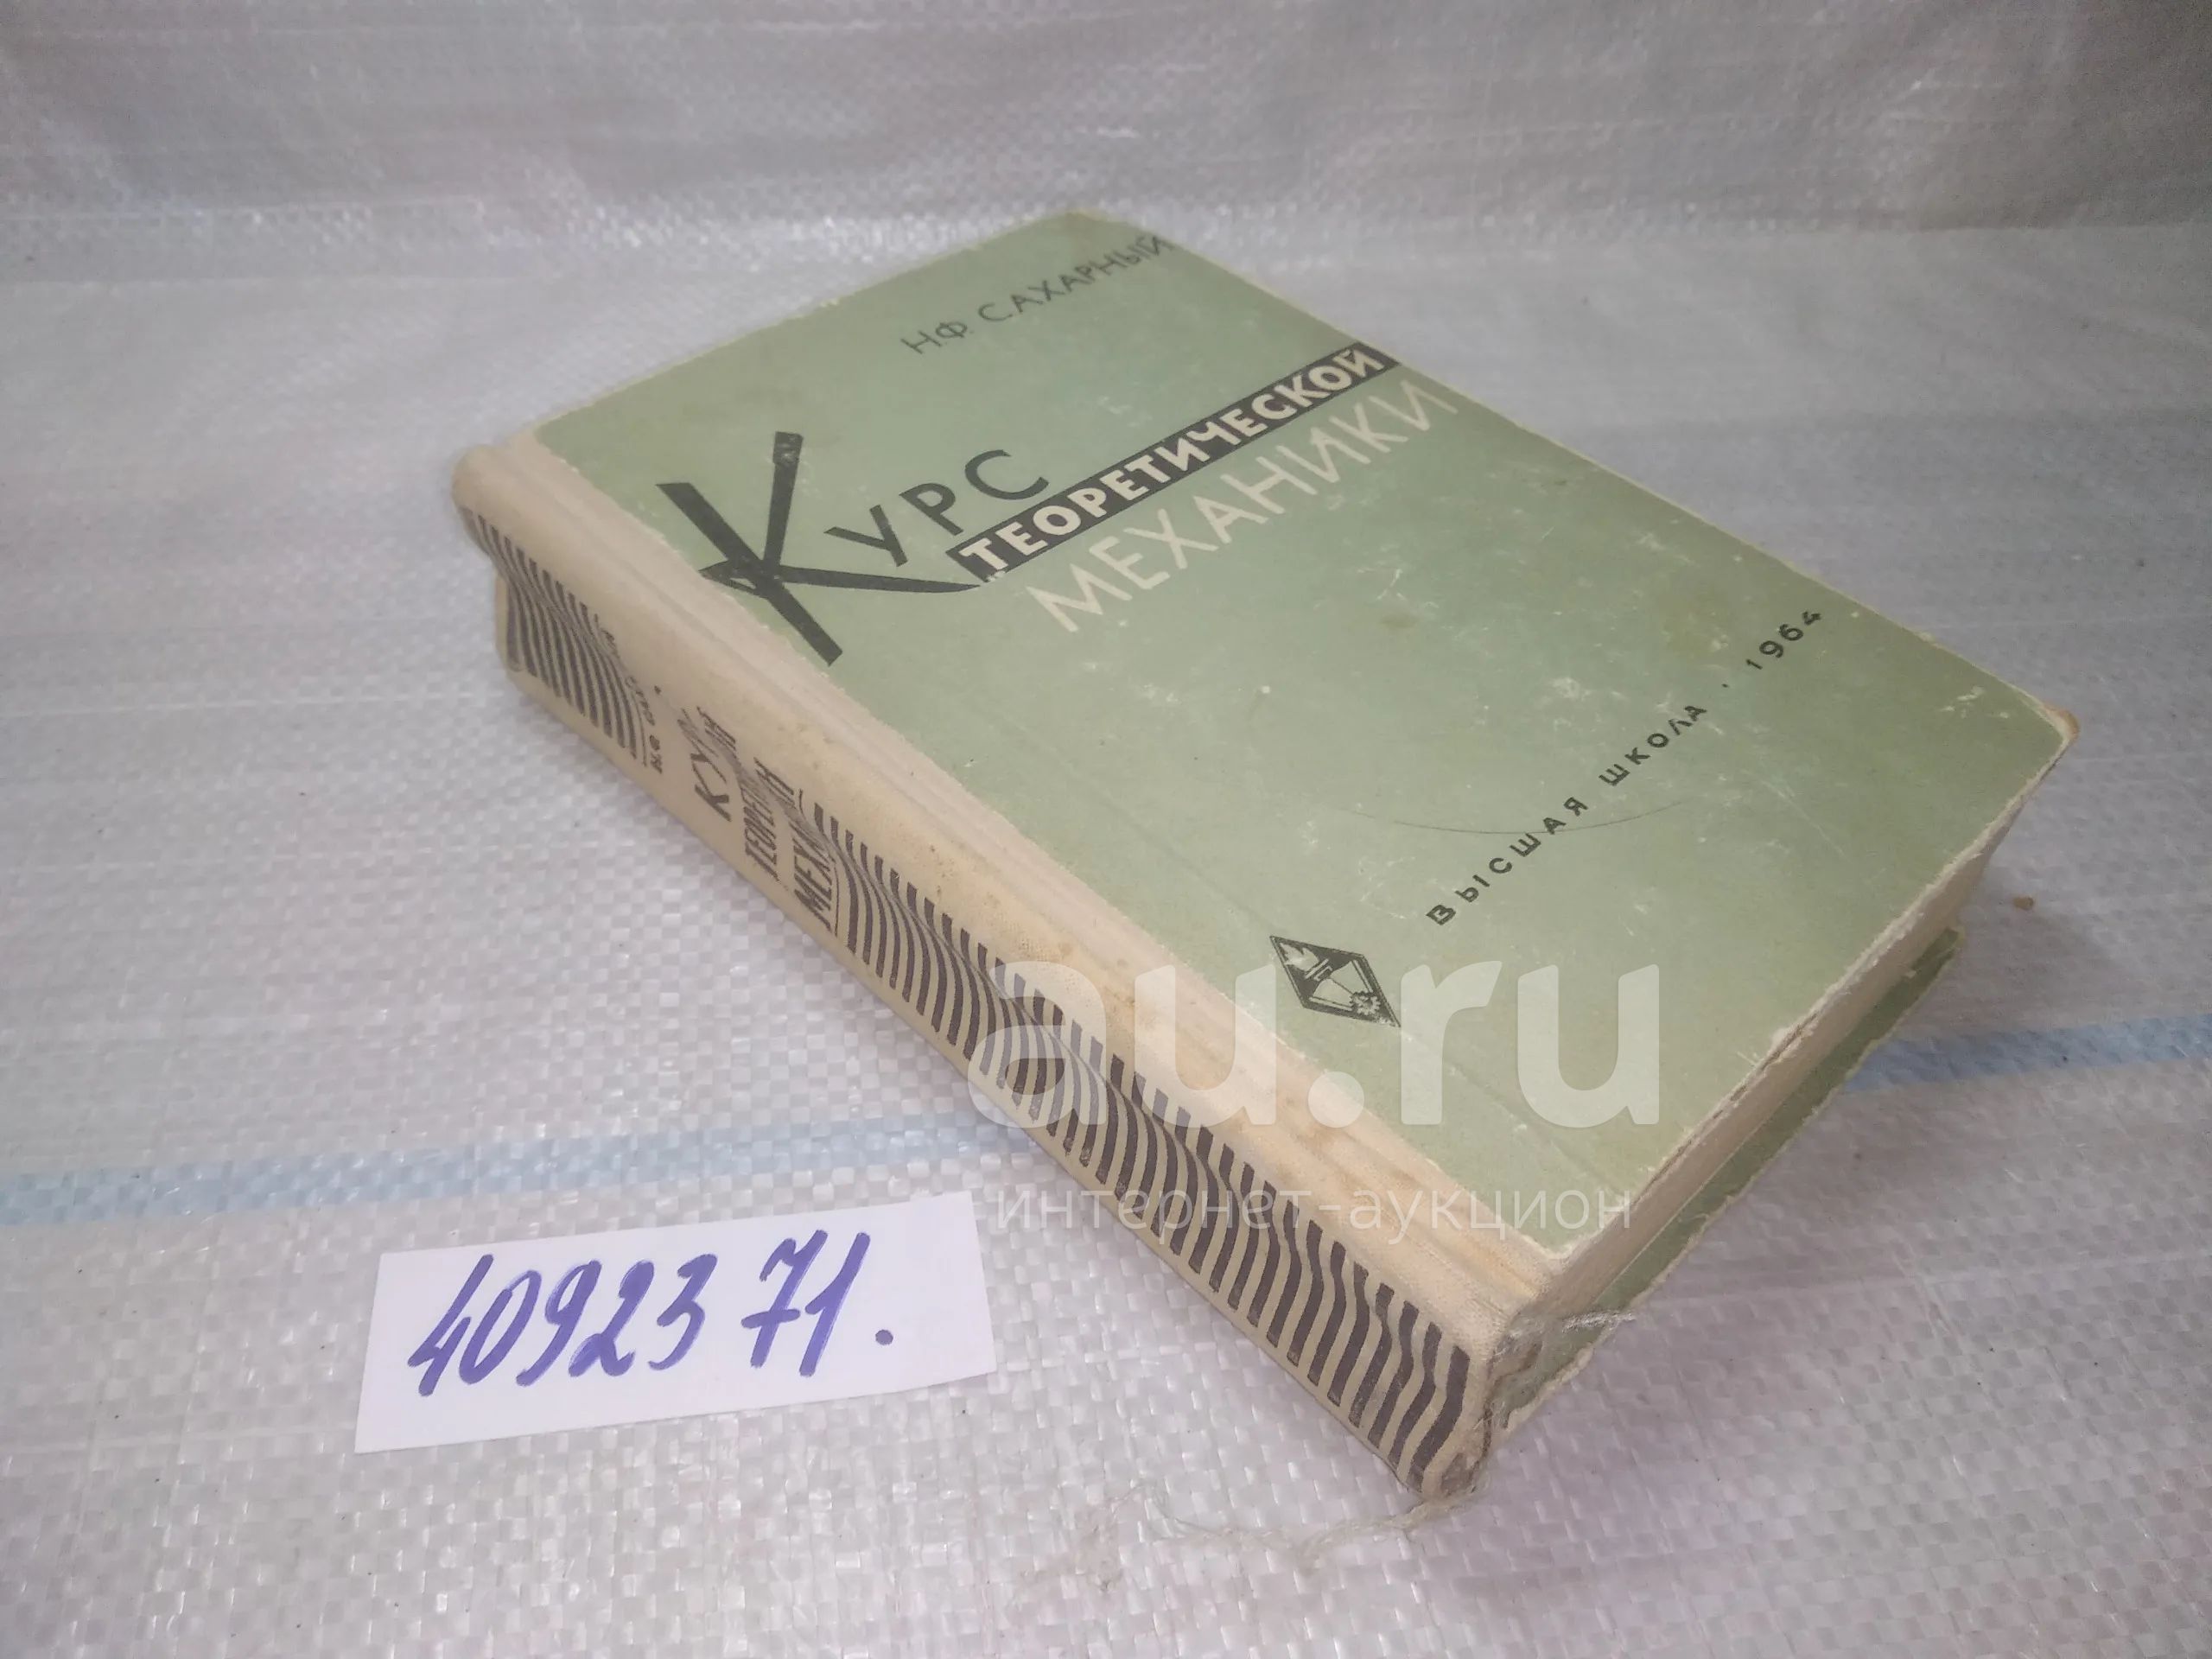 Н.Ф. САХАРНЫЙ
КУРС
ТЕОРЕТИЧЕСКОЙ
МЕХАНИКИ
ВЫСШАЯ ШКОЛА · 1964
au.ru
интернет-аукцион
4092371.